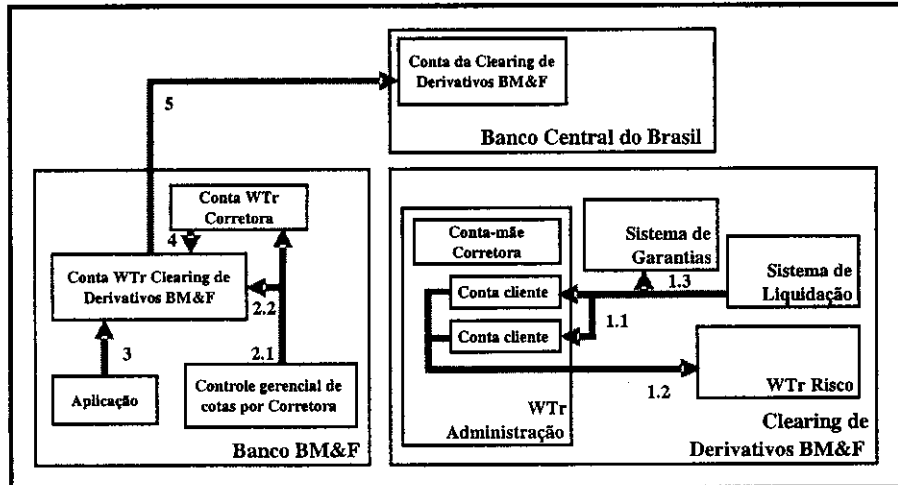 Conta da Clearing de
Derivativos BM&F
5
Banco Central do Brasil
Conta WTr
Corretora
4
Conta WTr Clearing de
Derivativos BM&F
2.2
3
2.1
Aplicação
Controle gerencial de
cotas por Corretora
Banco BM&F
Conta-mãe
Corretora
Sistema de
Garantias
Sistema de
Liquidação
1.3
Conta cliente
1.1
Conta cliente
1.2
WTr Risco
WTr
Administração
Clearing de
Derivativos BM&F